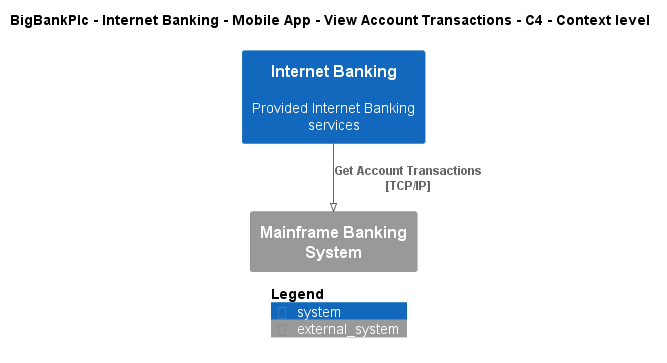 BigBankPlc - Internet Banking - Mobile App - View Account Transactions - C4 - Context level
Internet Banking
Provided Internet Banking
services
Get Account Transactions
[TCP/IP]
Mainframe Banking
System
Legend
system
external_system